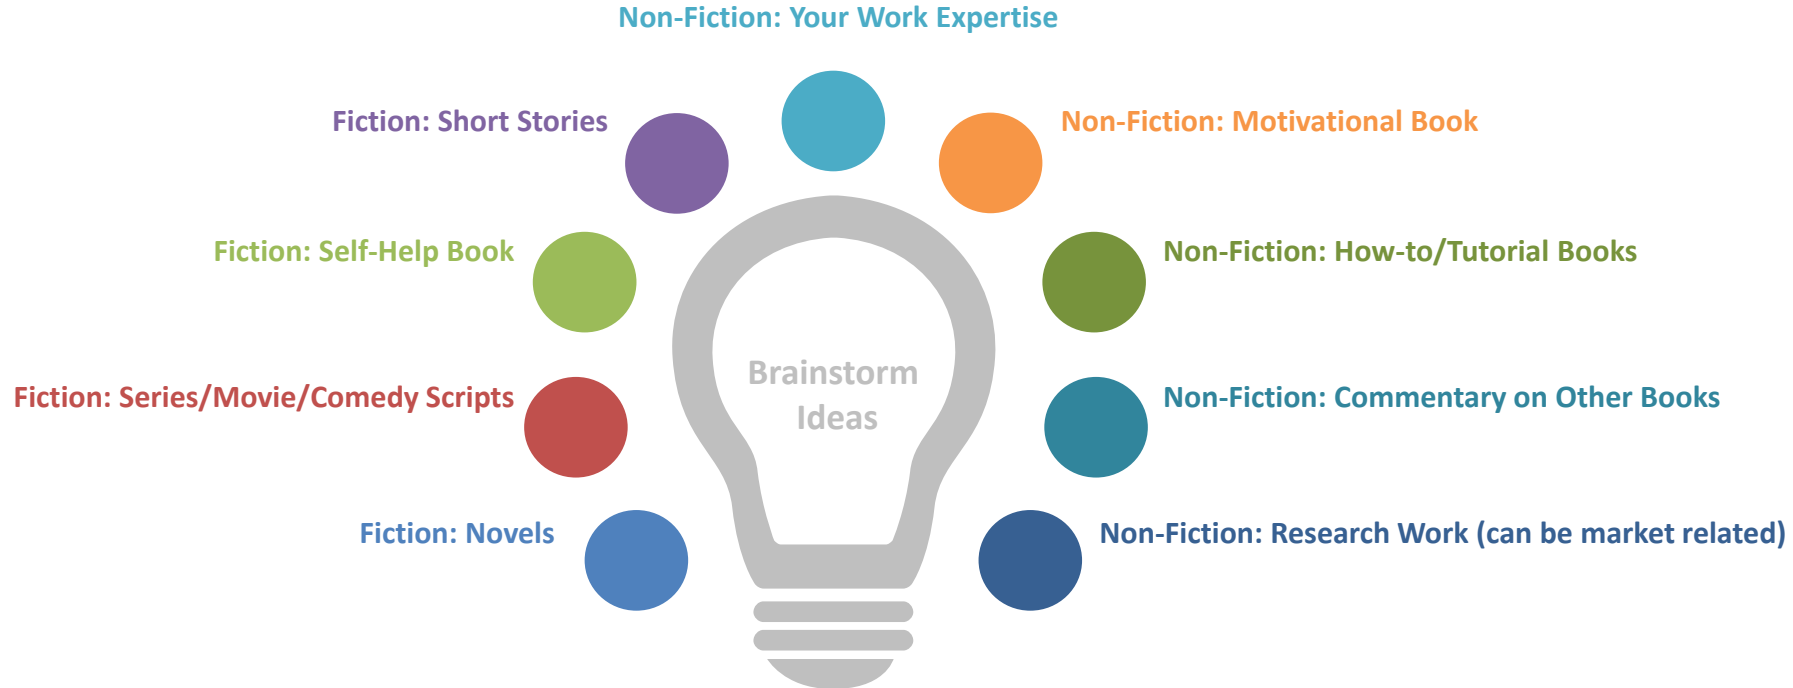 Non-Fiction: Your Work Expertise
Fiction: Short Stories
Non-Fiction: Motivational Book
Fiction: Self-Help Book
Non-Fiction: How-to/Tutorial Books
Brainstorm
Ideas
Fiction: Series/Movie/Comedy Scripts
Non-Fiction: Commentary on Other Books
Fiction: Novels
Non-Fiction: Research Work (can be market related)